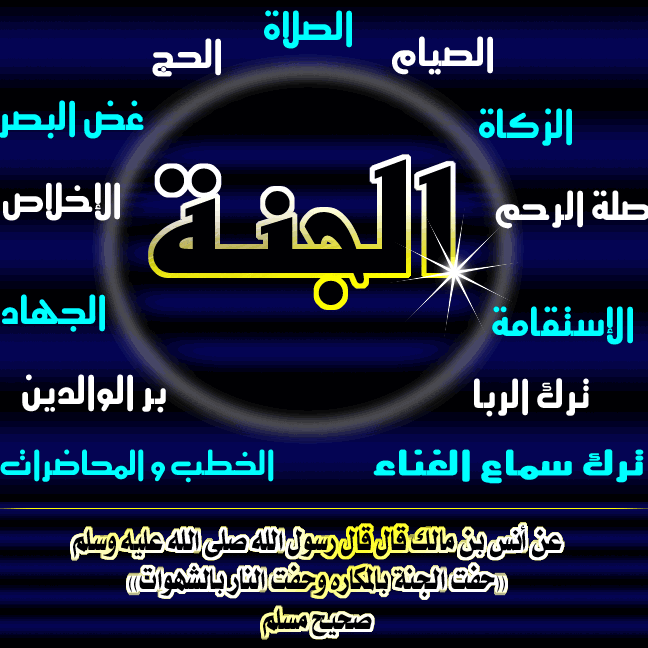 الصلاة
الصيام
الحج
الزكاة
غض البصر
صلة الرحم
الإخلاص
الجنة
الإستقامة
الجهاد
ترك الربا
بر الوالدين
ترك سماع الغناء
الخطب و المحاضرات
عن أنس بن مالك قال قال رسول الله صلى الله عليه وسلم
((حفت الجنة بالمكاره وحفت النار بالشهوات))
صحيح مسلم